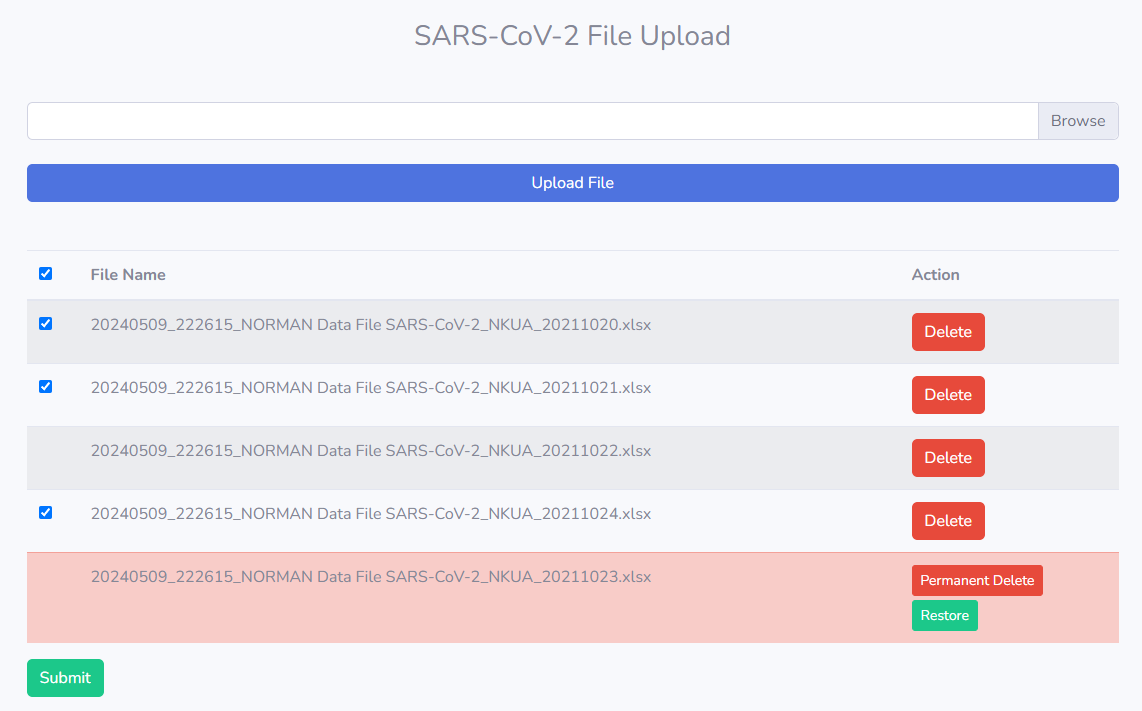 SARS-CoV-2 File Upload
Browse
Upload File
File Name Action
20240509_222615_NORMAN Data File SARS-CoV-2_NKUA_20211020.xlsx Delete
20240509_222615_NORMAN Data File SARS-CoV-2_NKUA_20211021.xlsx Delete
20240509_222615_NORMAN Data File SARS-CoV-2_NKUA_20211022.xlsx Delete
20240509_222615_NORMAN Data File SARS-CoV-2_NKUA_20211024.xlsx Delete
20240509_222615_NORMAN Data File SARS-CoV-2_NKUA_20211023.xlsx Permanent Delete
Restore
Submit